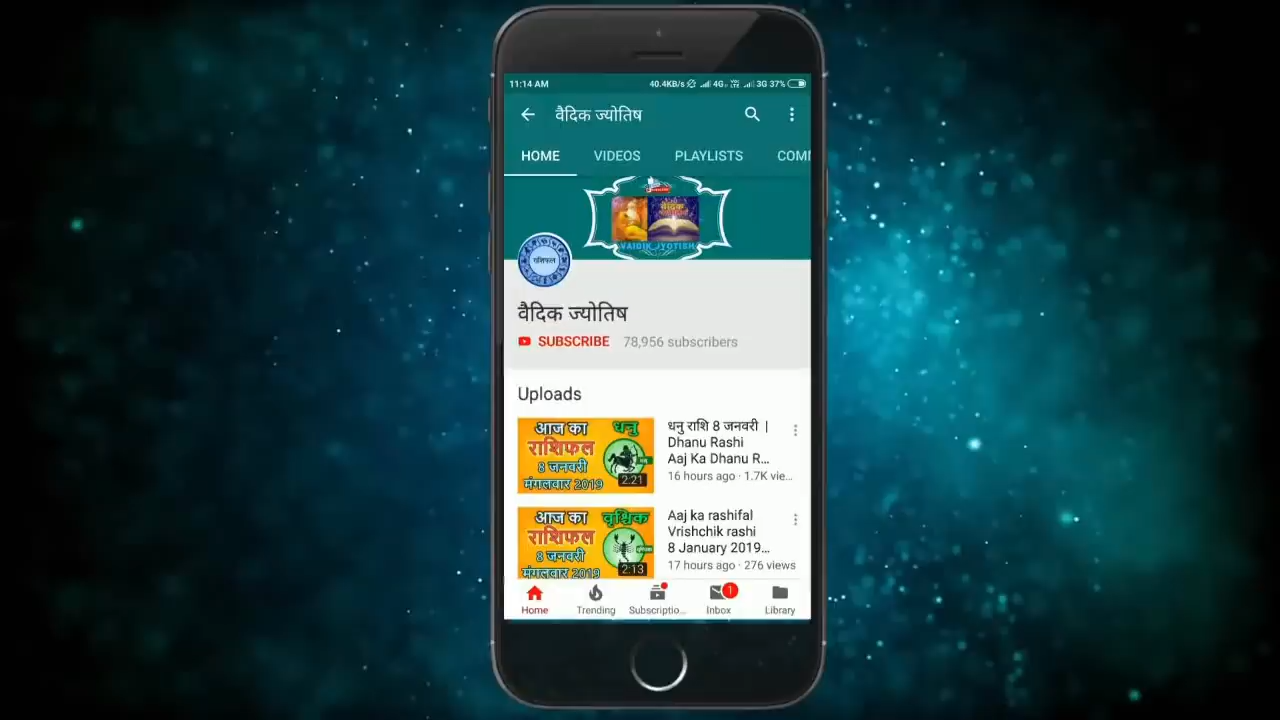 11:14 AM
40.4KB/s 4G 3G 37%
वैदिक ज्योतिष
HOME VIDEOS PLAYLISTS COM
वैदिक
VAIDIK JYOTISH
राशिफल
वैदिक ज्योतिष
SUBSCRIBE 78,956 subscribers
Uploads
आज का धनु
राशिफल
8 जनवरी
मंगलवार 2019
2:21
धनु राशि 8 जनवरी |
Dhanu Rashi
Aaj Ka Dhanu R...
16 hours ago · 1.7K vie...
आज का वृश्चिक
राशिफल
8 जनवरी
मंगलवार 2019
2:13
Aaj ka rashifal
Vrishchik rashi
8 January 2019...
17 hours ago · 276 views
1
Home Trending Subscriptio... Inbox Library